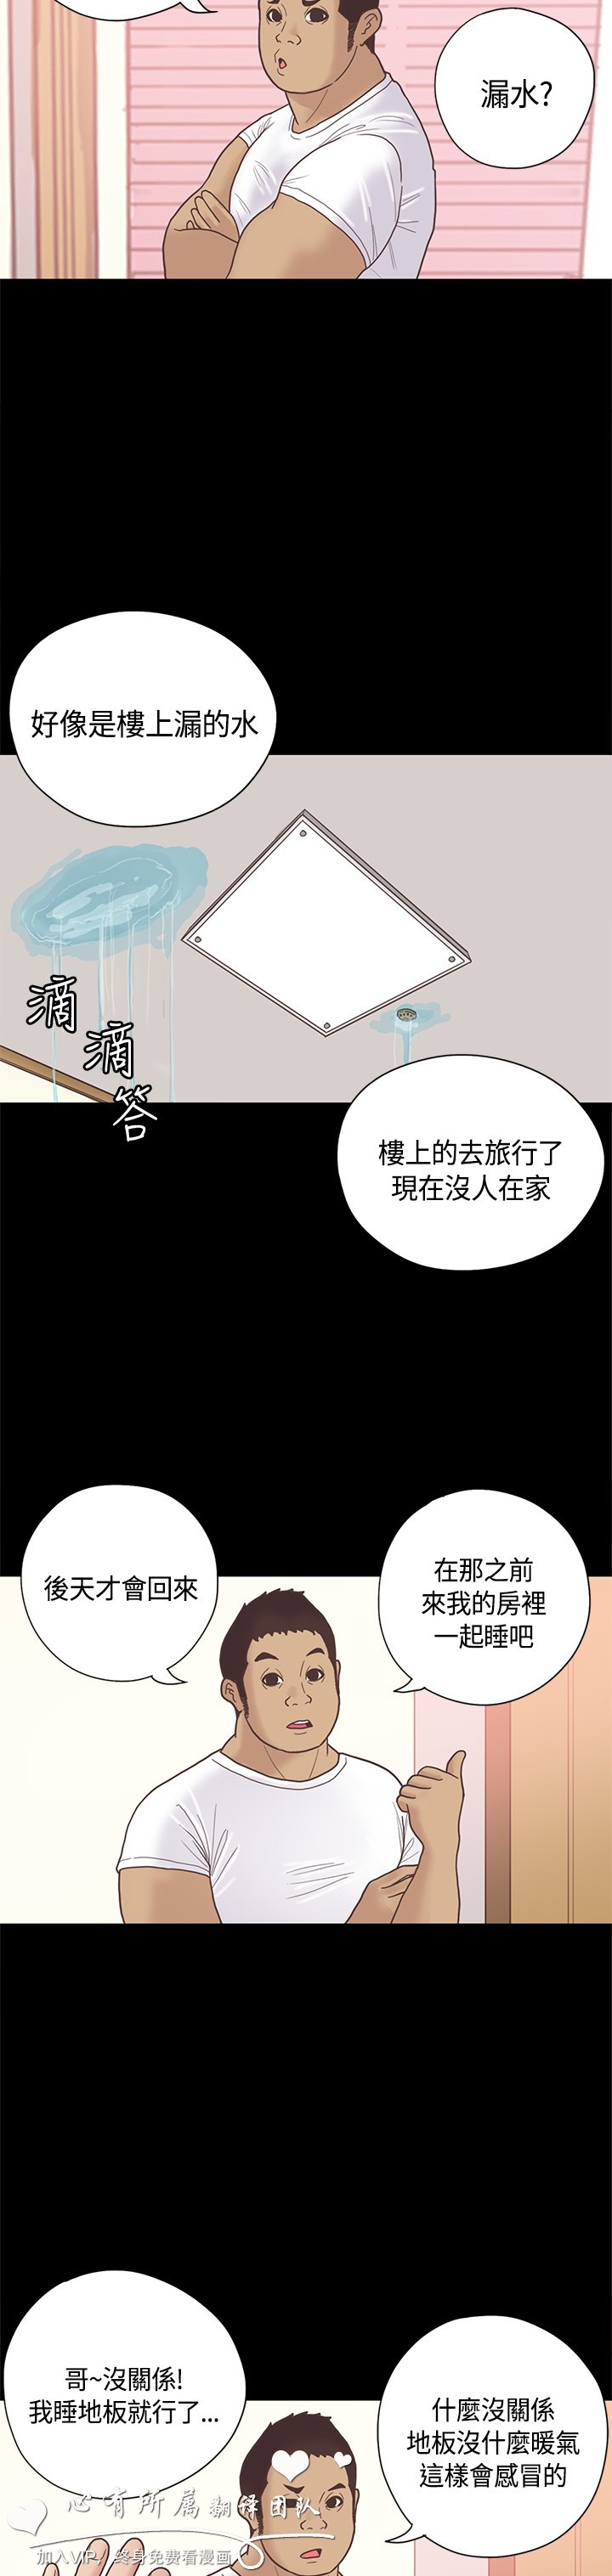 漏水?
好像是樓上漏的水
滴
滴
答
樓上的去旅行了
現在沒人在家
後天才會回來
在那之前
來我的房裡
一起睡吧
哥~沒關係!
我睡地板就行了...
什麼沒關係
地板沒什麼暖氣
這樣會感冒的
心有所属翻译团队
加入VIP,终身免费看漫画